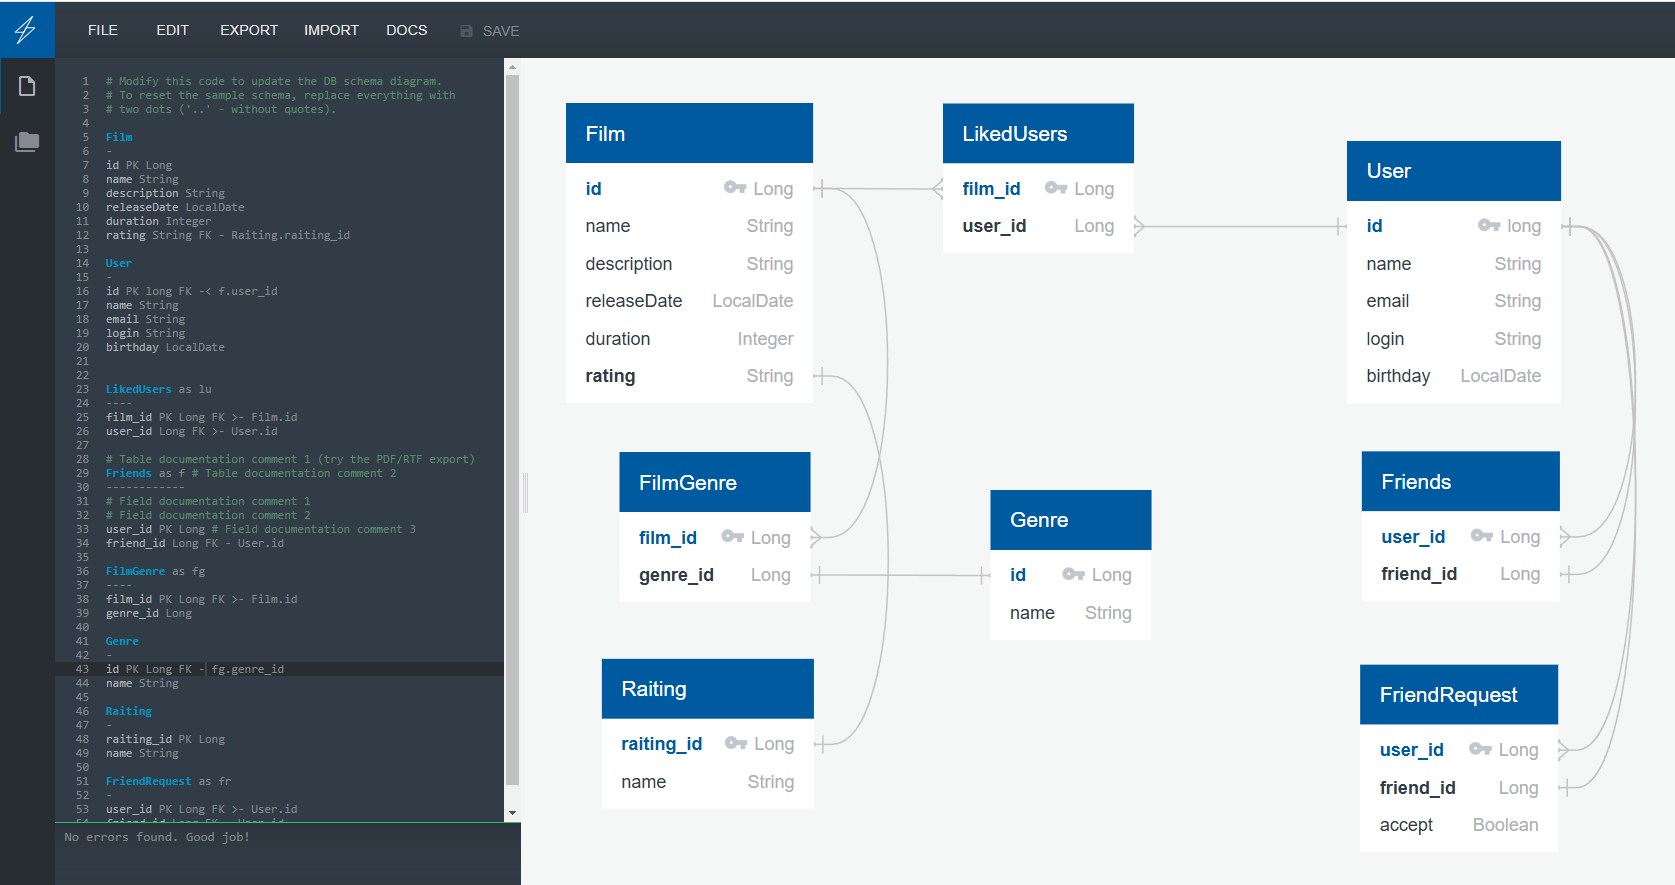 FILE EDIT EXPORT IMPORT DOCS SAVE
1 # Modify this code to update the DB schema diagram.
2 # To reset the sample schema, replace everything with
3 # two dots ('..' - without quotes).
4
5 Film
6 -
7 id PK Long
8 name String
9 description String
10 releaseDate LocalDate
11 duration Integer
12 rating String FK - Raiting.raiting_id
13
14 User
15 -
16 id PK long FK -< f.user_id
17 name String
18 email String
19 login String
20 birthday LocalDate
21
22
23 LikedUsers as lu
24 ----
25 film_id PK Long FK >- Film.id
26 user_id Long FK >- User.id
27
28 # Table documentation comment 1 (try the PDF/RTF export)
29 Friends as f # Table documentation comment 2
30 ------------
31 # Field documentation comment 1
32 # Field documentation comment 2
33 user_id PK Long # Field documentation comment 3
34 friend_id Long FK - User.id
35
36 FilmGenre as fg
37 ----
38 film_id PK Long FK >- Film.id
39 genre_id Long
40
41 Genre
42 -
43 id PK Long FK - fg.genre_id
44 name String
45
46 Raiting
47 -
48 raiting_id PK Long
49 name String
50
51 FriendRequest as fr
52 -
53 user_id PK Long FK >- User.id
54 friend_id Long FK - User.id
No errors found. Good job!
Film
id Long
name String
description String
releaseDate LocalDate
duration Integer
rating String
LikedUsers
film_id Long
user_id Long
User
id long
name String
email String
login String
birthday LocalDate
FilmGenre
film_id Long
genre_id Long
Genre
id Long
name String
Friends
user_id Long
friend_id Long
Raiting
raiting_id Long
name String
FriendRequest
user_id Long
friend_id Long
accept Boolean